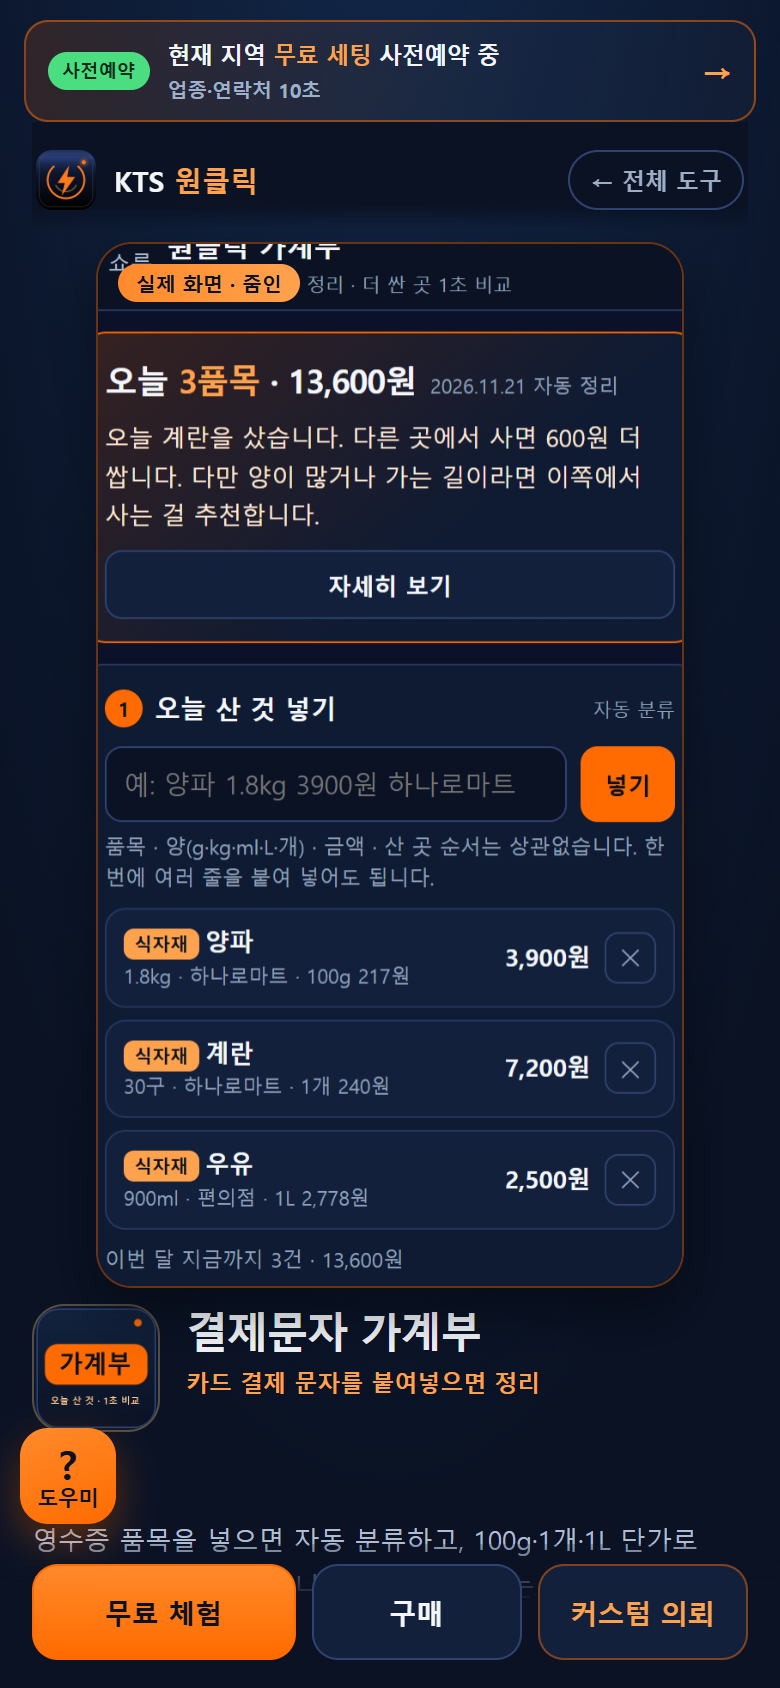 사전예약
현재 지역 무료 세팅 사전예약 중
업종·연락처 10초
→
KTS 원클릭
← 전체 도구
쇼룸
원클릭 가계부
실제 화면 · 줌인
정리 · 더 싼 곳 1초 비교
오늘 3품목 · 13,600원 2026.11.21 자동 정리
오늘 계란을 샀습니다. 다른 곳에서 사면 600원 더
쌉니다. 다만 양이 많거나 가는 길이라면 이쪽에서
사는 걸 추천합니다.
자세히 보기
1 오늘 산 것 넣기
자동 분류
예: 양파 1.8kg 3900원 하나로마트
넣기
품목 · 양(g·kg·ml·L·개) · 금액 · 산 곳 순서는 상관없습니다. 한
번에 여러 줄을 붙여 넣어도 됩니다.
식자재 양파
1.8kg · 하나로마트 · 100g 217원
3,900원
식자재 계란
30구 · 하나로마트 · 1개 240원
7,200원
식자재 우유
900ml · 편의점 · 1L 2,778원
2,500원
이번 달 지금까지 3건 · 13,600원
가계부
오늘 산 것 · 1초 비교
결제문자 가계부
카드 결제 문자를 붙여넣으면 정리
?
도우미
영수증 품목을 넣으면 자동 분류하고, 100g·1개·1L 단가로
무료 체험
구매
커스텀 의뢰